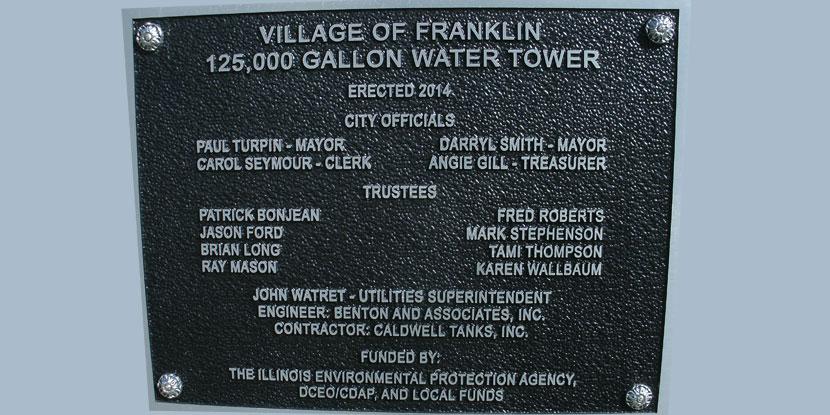 VILLAGE OF FRANKLIN
125,000 GALLON WATER TOWER
ERECTED 2014
CITY OFFICIALS
PAUL TURPIN - MAYOR DARRYL SMITH - MAYOR
CAROL SEYMOUR - CLERK ANGIE GILL - TREASURER
TRUSTEES
PATRICK BONJEAN FRED ROBERTS
JASON FORD MARK STEPHENSON
BRIAN LONG TAMI THOMPSON
RAY MASON KAREN WALLBAUM
JOHN WATRET - UTILITIES SUPERINTENDENT
ENGINEER: BENTON AND ASSOCIATES, INC.
CONTRACTOR: CALDWELL TANKS, INC.
FUNDED BY:
THE ILLINOIS ENVIRONMENTAL PROTECTION AGENCY,
DCEO/CDAP, AND LOCAL FUNDS